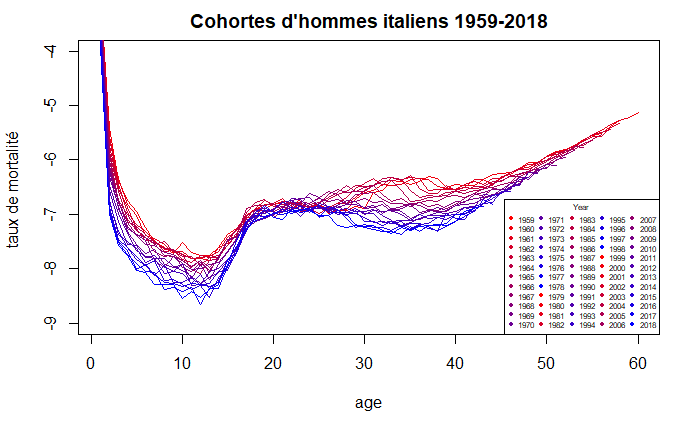 Cohortes d'hommes italiens 1959-2018
taux de mortalité
-4
-5
-6
-7
-8
-9
0 10 20 30 40 50 60
age
Year
1959 1971 1983 1995 2007
1960 1972 1984 1996 2008
1961 1973 1985 1997 2009
1962 1974 1986 1998 2010
1963 1975 1987 1999 2011
1964 1976 1988 2000 2012
1965 1977 1989 2001 2013
1966 1978 1990 2002 2014
1967 1979 1991 2003 2015
1968 1980 1992 2004 2016
1969 1981 1993 2005 2017
1970 1982 1994 2006 2018